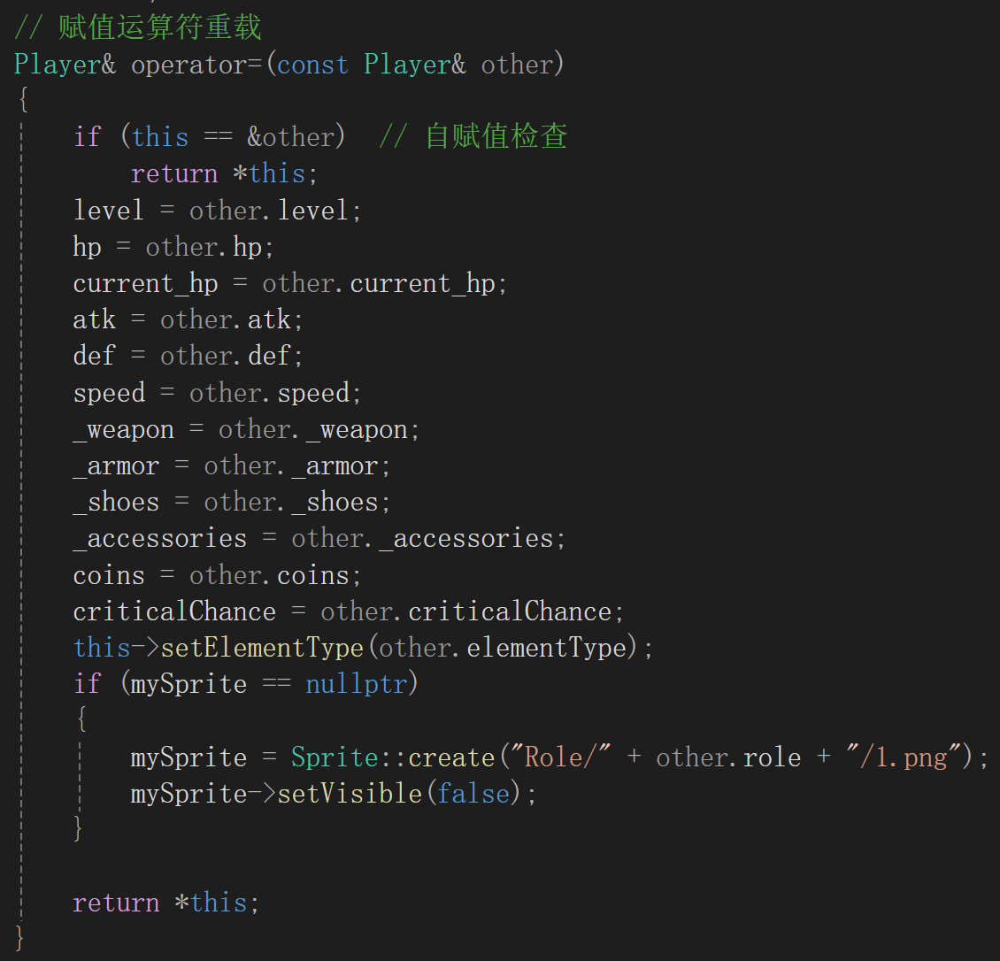 // 赋值运算符重载
Player& operator=(const Player& other)
{
    if (this == &other)  // 自赋值检查
        return *this;
    level = other.level;
    hp = other.hp;
    current_hp = other.current_hp;
    atk = other.atk;
    def = other.def;
    speed = other.speed;
    _weapon = other._weapon;
    _armor = other._armor;
    _shoes = other._shoes;
    _accessories = other._accessories;
    coins = other.coins;
    criticalChance = other.criticalChance;
    this->setElementType(other.elementType);
    if (mySprite == nullptr)
    {
        mySprite = Sprite::create("Role/" + other.role + "/1.png");
        mySprite->setVisible(false);
    }

    return *this;
}